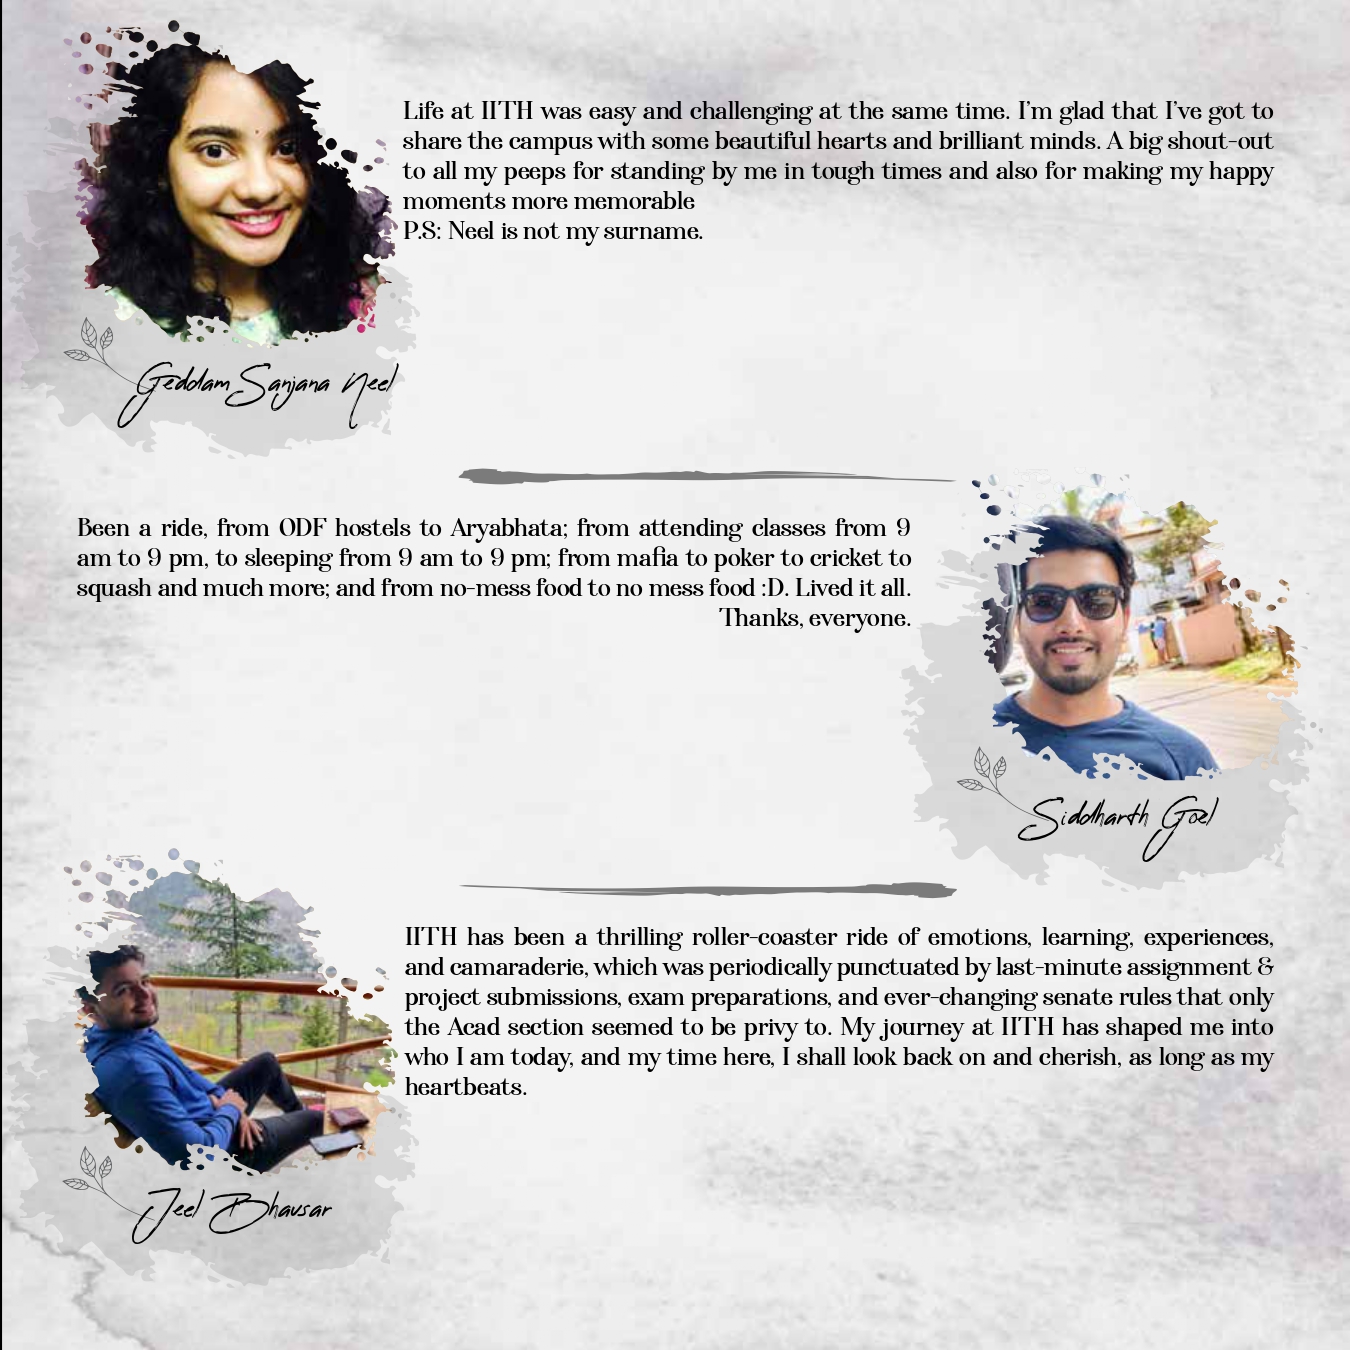 Life at IITH was easy and challenging at the same time. I'm glad that I've got to
share the campus with some beautiful hearts and brilliant minds. A big shout-out
to all my peeps for standing by me in tough times and also for making my happy
moments more memorable
P.S: Neel is not my surname.
Geddam Sanjana Neel
Been a ride, from ODF hostels to Aryabhata; from attending classes from 9
am to 9 pm, to sleeping from 9 am to 9 pm; from mafia to poker to cricket to
squash and much more; and from no-mess food to no mess food :D. Lived it all.
Thanks, everyone.
Siddharth Goel
IITH has been a thrilling roller-coaster ride of emotions, learning, experiences,
and camaraderie, which was periodically punctuated by last-minute assignment &
project submissions, exam preparations, and ever-changing senate rules that only
the Acad section seemed to be privy to. My journey at IITH has shaped me into
who I am today, and my time here, I shall look back on and cherish, as long as my
heartbeats.
Jeel Bhavsar